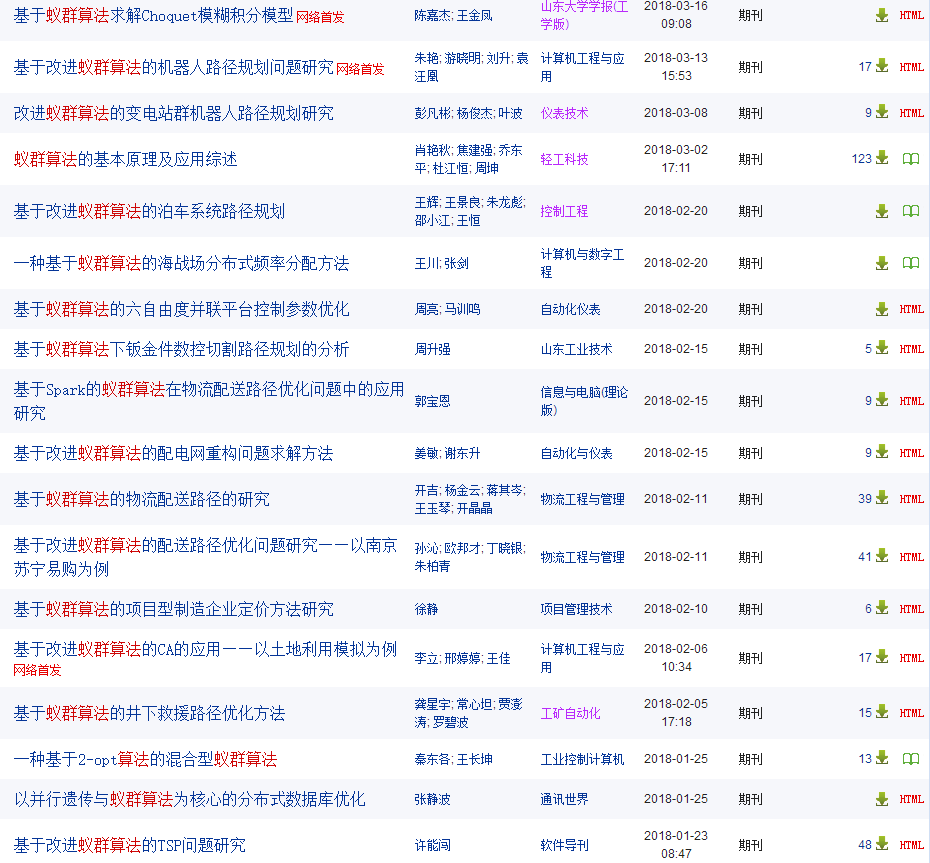 基于蚁群算法求解Choquet模糊积分模型 网络首发 陈嘉杰; 王金凤 山东大学学报(工学版) 2018-03-16 09:08 期刊 HTML
基于改进蚁群算法的机器人路径规划问题研究 网络首发 朱艳; 游晓明; 刘升; 袁汪凰 计算机工程与应用 2018-03-13 15:53 期刊 17 HTML
改进蚁群算法的变电站群机器人路径规划研究 彭凡彬; 杨俊杰; 叶波 仪表技术 2018-03-08 期刊 9 HTML
蚁群算法的基本原理及应用综述 肖艳秋; 焦建强; 乔东平; 杜江恒; 周坤 轻工科技 2018-03-02 17:11 期刊 123
基于改进蚁群算法的泊车系统路径规划 王辉; 王景良; 朱龙彪; 邵小江; 王恒 控制工程 2018-02-20 期刊
一种基于蚁群算法的海战场分布式频率分配方法 王川; 张剑 计算机与数字工程 2018-02-20 期刊
基于蚁群算法的六自由度并联平台控制参数优化 周亮; 马训鸣 自动化仪表 2018-02-20 期刊 HTML
基于蚁群算法下钣金件数控切割路径规划的分析 周升强 山东工业技术 2018-02-15 期刊 5 HTML
基于Spark的蚁群算法在物流配送路径优化问题中的应用研究 郭宝恩 信息与电脑(理论版) 2018-02-15 期刊 9 HTML
基于改进蚁群算法的配电网重构问题求解方法 姜敏; 谢东升 自动化与仪表 2018-02-15 期刊 9 HTML
基于蚁群算法的物流配送路径的研究 开吉; 杨金云; 蒋其岑; 王玉琴; 开晶晶 物流工程与管理 2018-02-11 期刊 39 HTML
基于改进蚁群算法的配送路径优化问题研究——以南京苏宁易购为例 孙沁; 欧邦才; 丁晓银; 朱柏青 物流工程与管理 2018-02-11 期刊 41 HTML
基于蚁群算法的项目型制造企业定价方法研究 徐静 项目管理技术 2018-02-10 期刊 6 HTML
基于改进蚁群算法的CA的应用——以土地利用模拟为例 网络首发 李立; 邢婷婷; 王佳 计算机工程与应用 2018-02-06 10:34 期刊 17 HTML
基于蚁群算法的井下救援路径优化方法 龚星宇; 常心坦; 贾澎涛; 罗碧波 工矿自动化 2018-02-05 17:18 期刊 15 HTML
一种基于2-opt算法的混合型蚁群算法 秦东各; 王长坤 工业控制计算机 2018-01-25 期刊 13
以并行遗传与蚁群算法为核心的分布式数据库优化 张静波 通讯世界 2018-01-25 期刊 HTML
基于改进蚁群算法的TSP问题研究 许能闯 软件导刊 2018-01-23 08:47 期刊 48 HTML